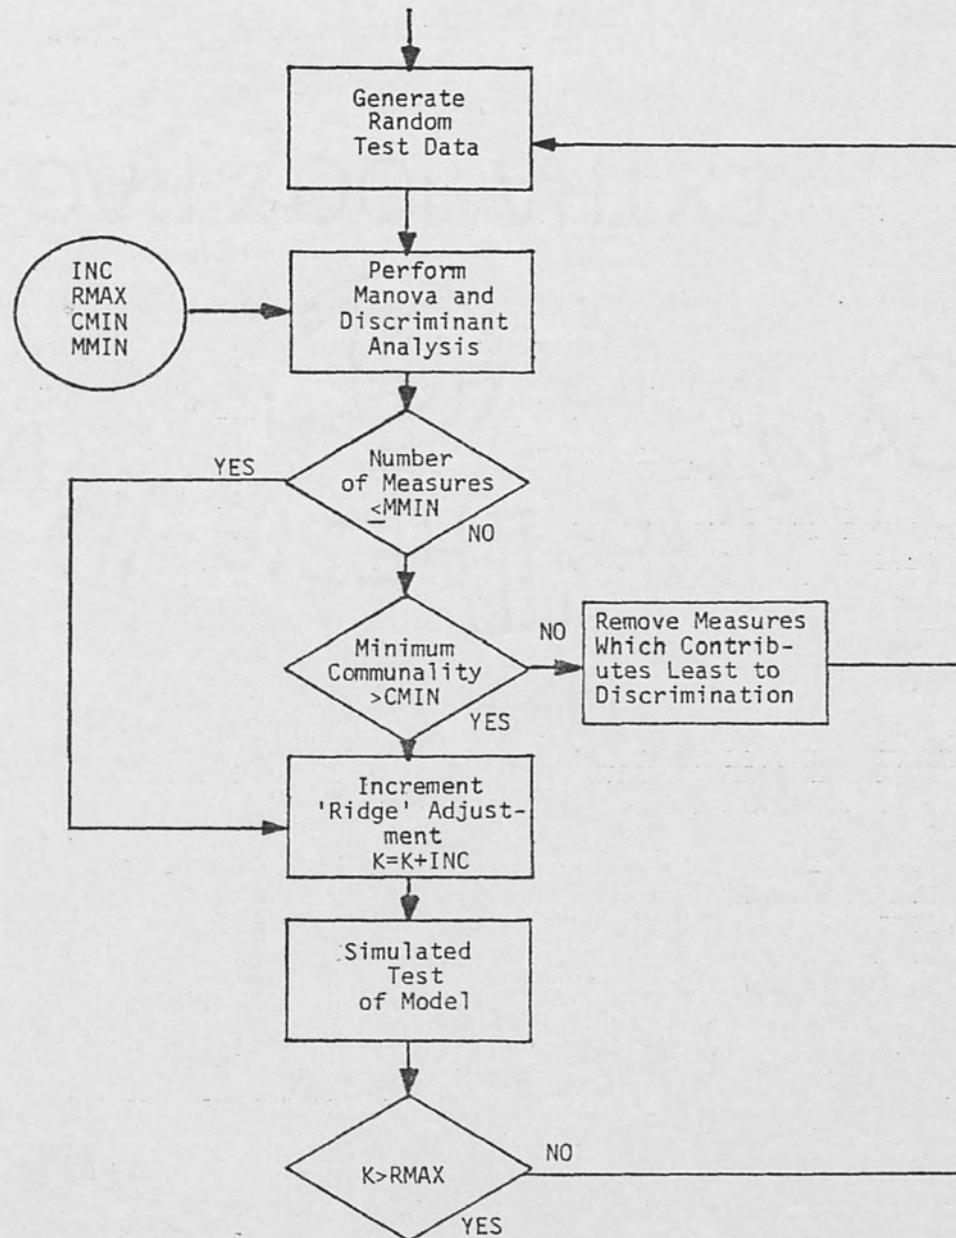 Generate
Random
Test Data
INC
RMAX
CMIN
MMIN
Perform
Manova and
Discriminant
Analysis
YES
Number
of Measures
≤MMIN
NO
Minimum
Communality
>CMIN
NO
Remove Measures
Which Contrib-
utes Least to
Discrimination
YES
Increment
'Ridge' Adjust-
ment
K=K+INC
Simulated
Test
of Model
K>RMAX
NO
YES